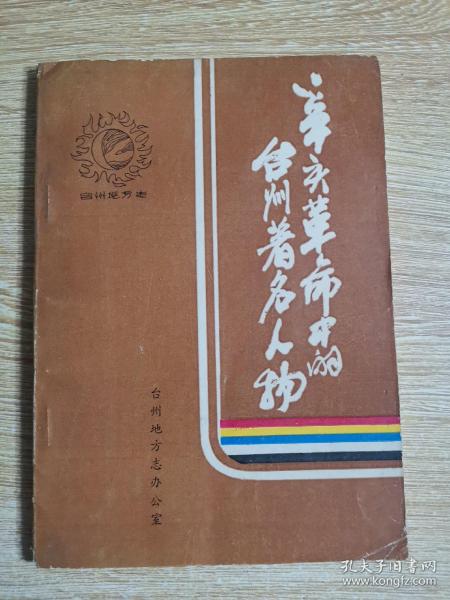 辛亥革命中的
台州著名人物
台州地方志
台州地方志办公室
孔夫子旧书网
www.kongfz.com